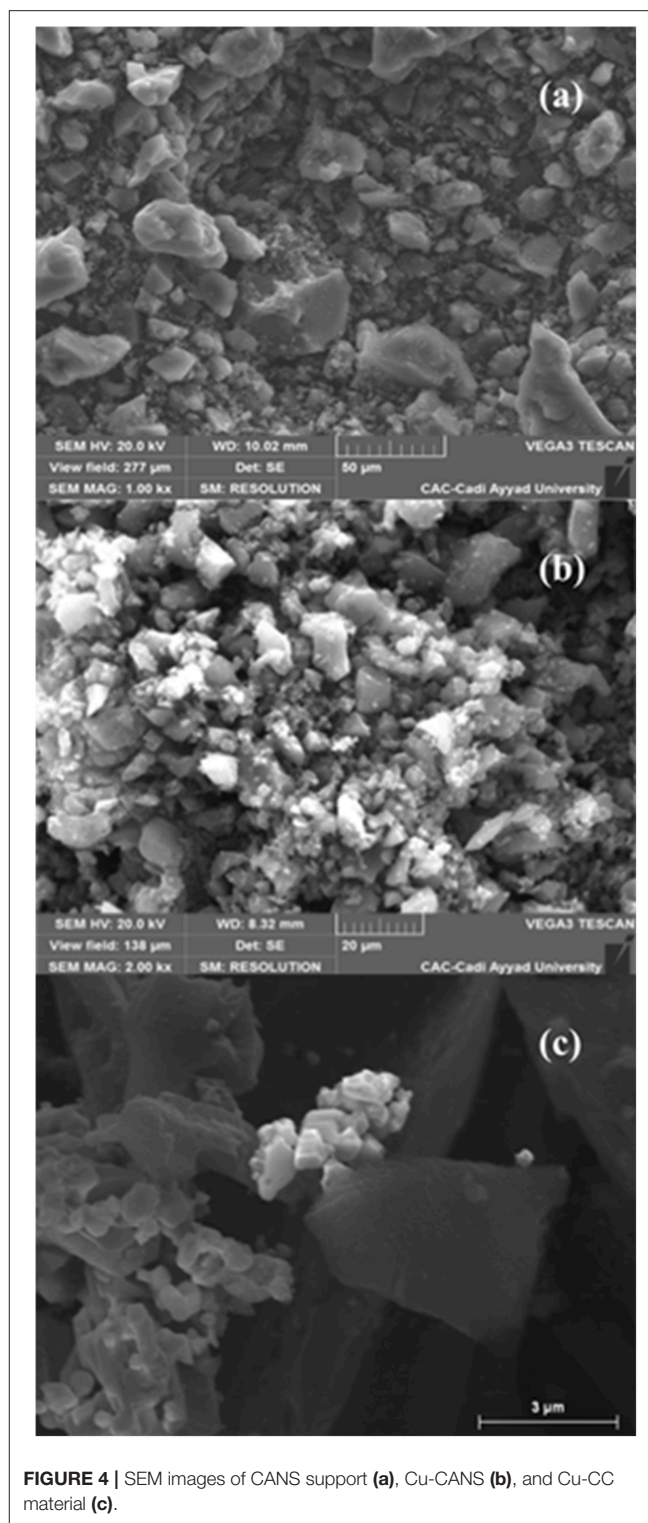 (a)
SEM HV: 20.0 kV WD: 10.02 mm VEGA3 TESCAN
View field: 277 µm Det: SE 50 µm
SEM MAG: 1.00 kx SM: RESOLUTION CAC-Cadi Ayyad University
(b)
SEM HV: 20.0 kV WD: 8.32 mm VEGA3 TESCAN
View field: 138 µm Det: SE 20 µm
SEM MAG: 2.00 kx SM: RESOLUTION CAC-Cadi Ayyad University
(c)
3 µm
FIGURE 4 | SEM images of CANS support (a), Cu-CANS (b), and Cu-CC
material (c).